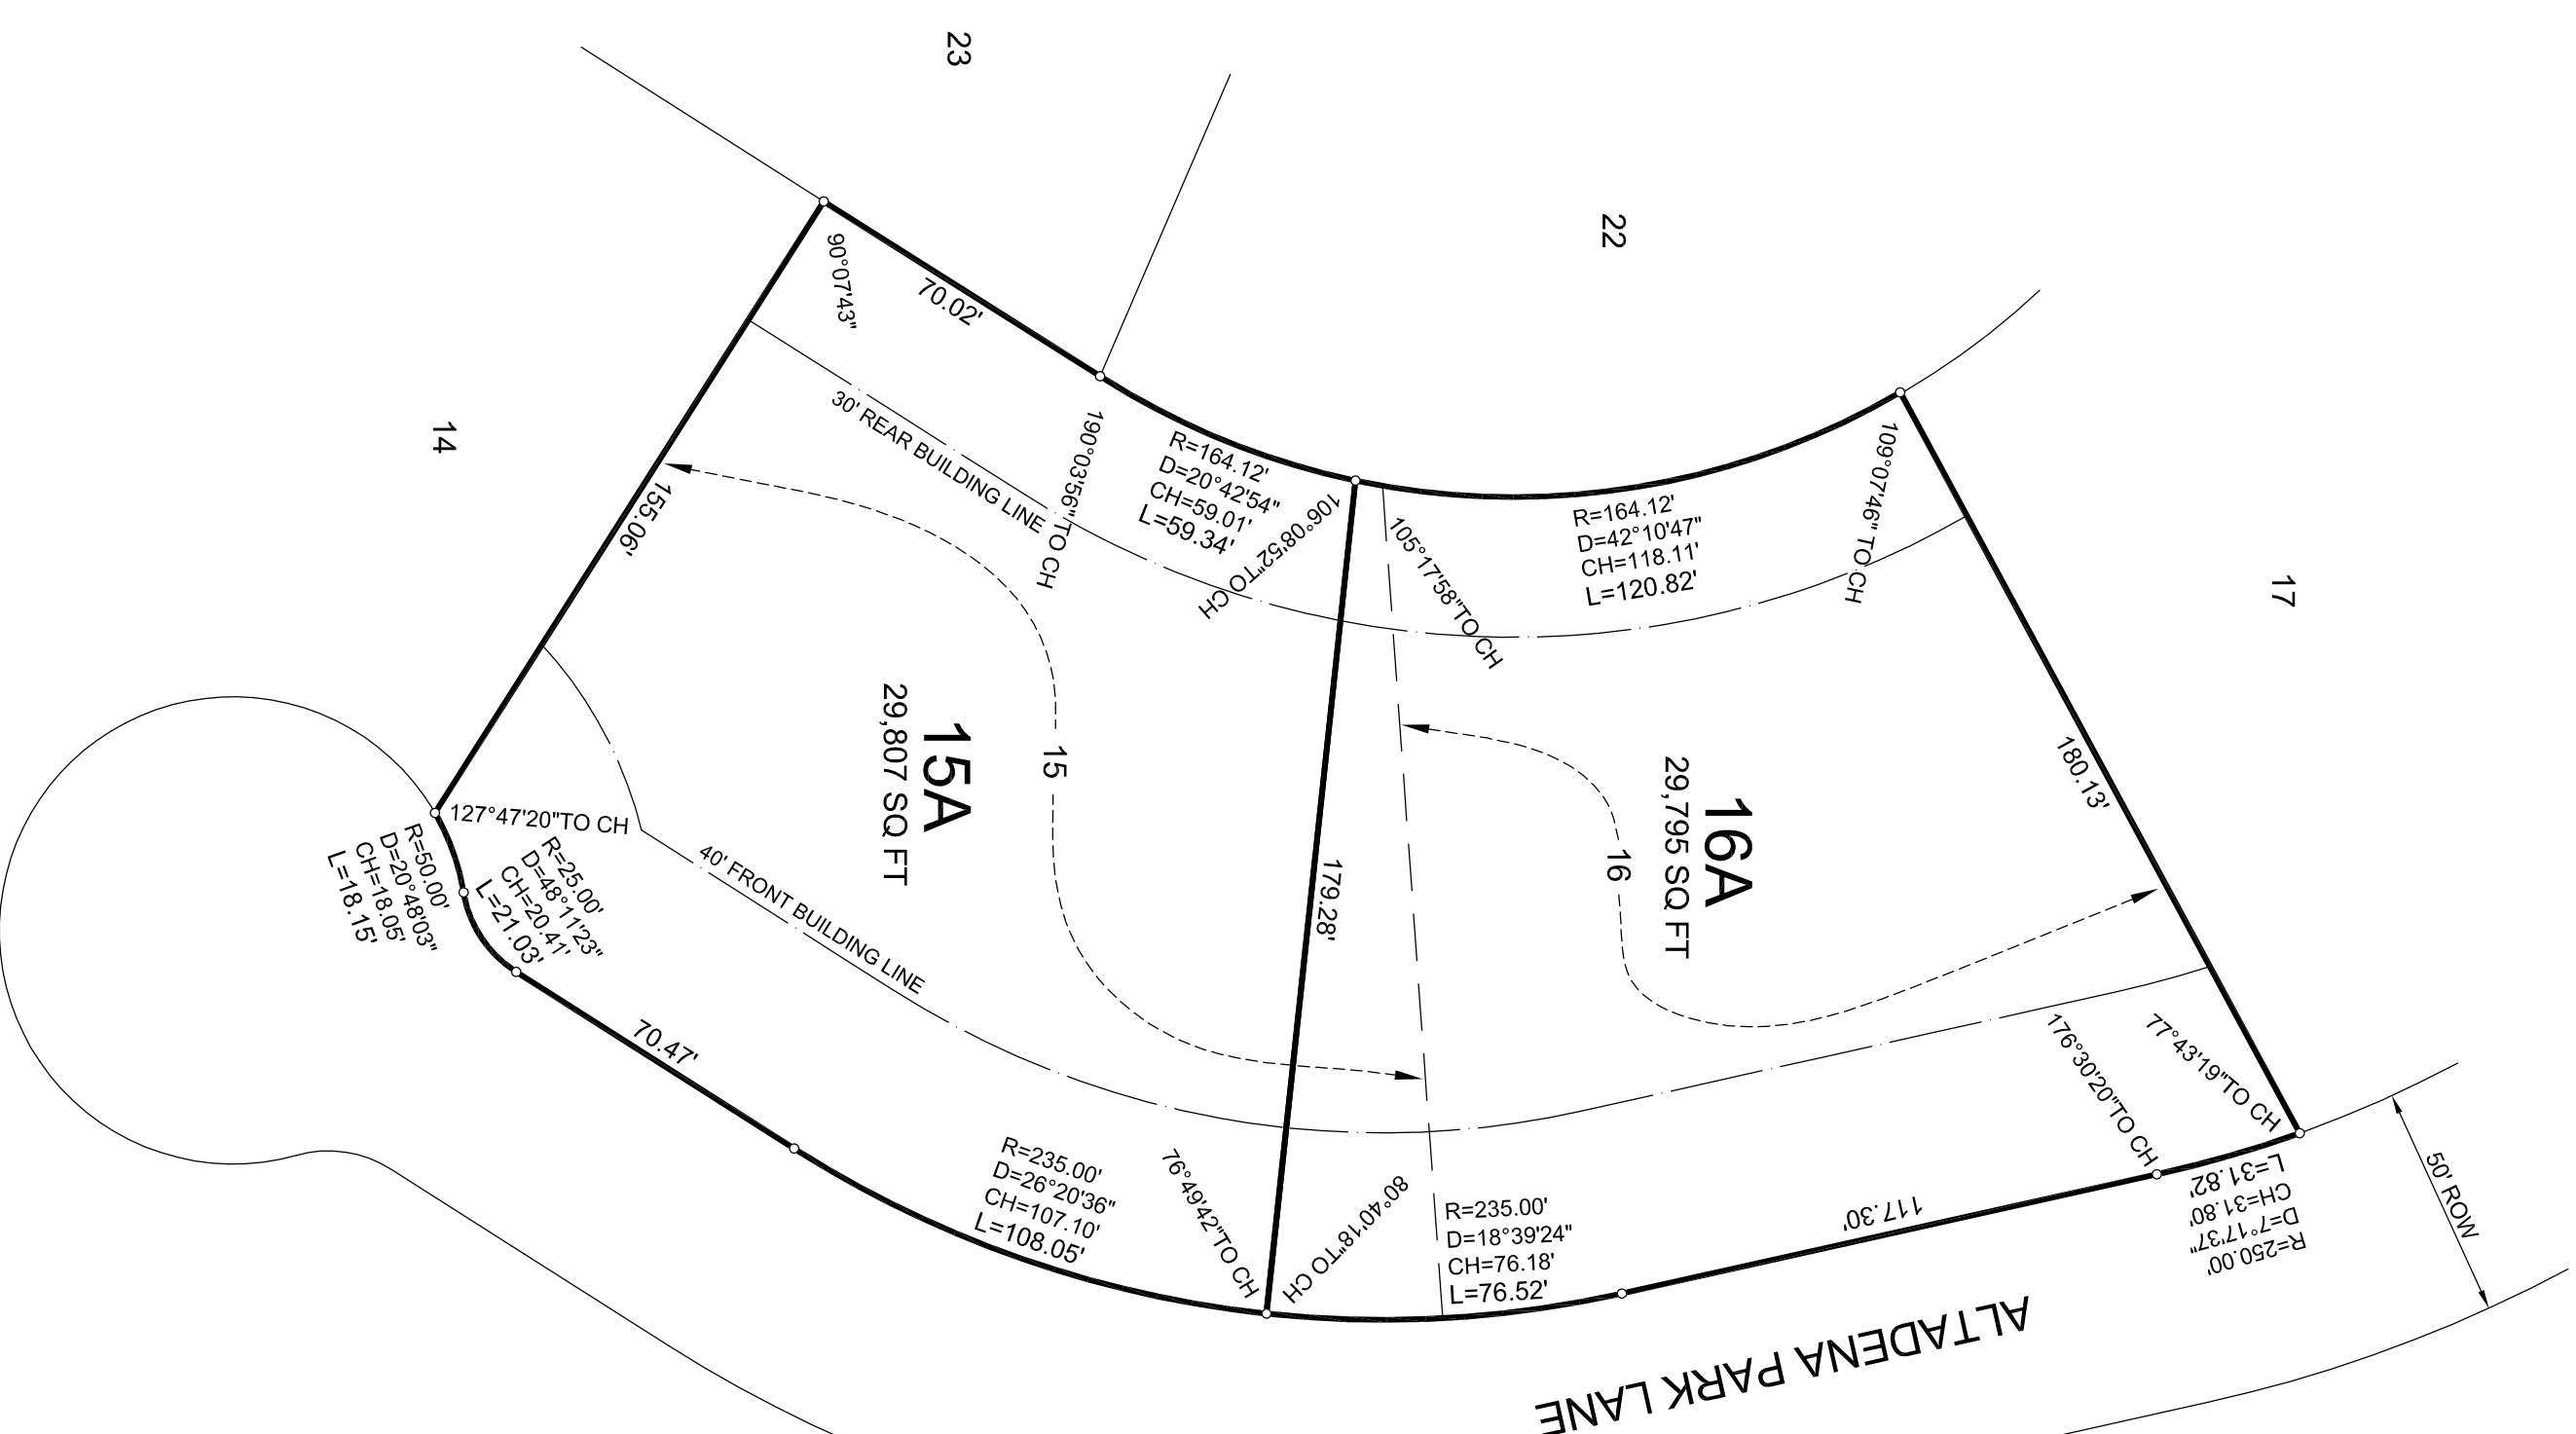 23
22
17
14
90°07'43"
70.02'
30' REAR BUILDING LINE
190°03'56" TO CH
R=164.12'
D=20°42'54"
CH=59.01'
L=59.34'
106°08'52"TO CH
105°17'58"TO CH
R=164.12'
D=42°10'47"
CH=118.11'
L=120.82'
109°07'46" TO CH
155.06'
15A
29,807 SQ FT
15
179.28'
16A
29,795 SQ FT
16
180.13'
127°47'20"TO CH
R=50.00'
D=20°48'03"
CH=18.05'
L=18.15'
R=25.00'
D=48°11'23"
CH=20.41'
L=21.03'
40' FRONT BUILDING LINE
70.47'
R=235.00'
D=26°20'36"
CH=107.10'
L=108.05'
76°49'42"TO CH
80°40'18"TO CH
R=235.00'
D=18°39'24"
CH=76.18'
L=76.52'
117.30'
176°30'20"TO CH
77°43'19"TO CH
R=250.00'
D=7°17'37"
CH=31.80'
L=31.82'
50' ROW
ALTADENA PARK LANE